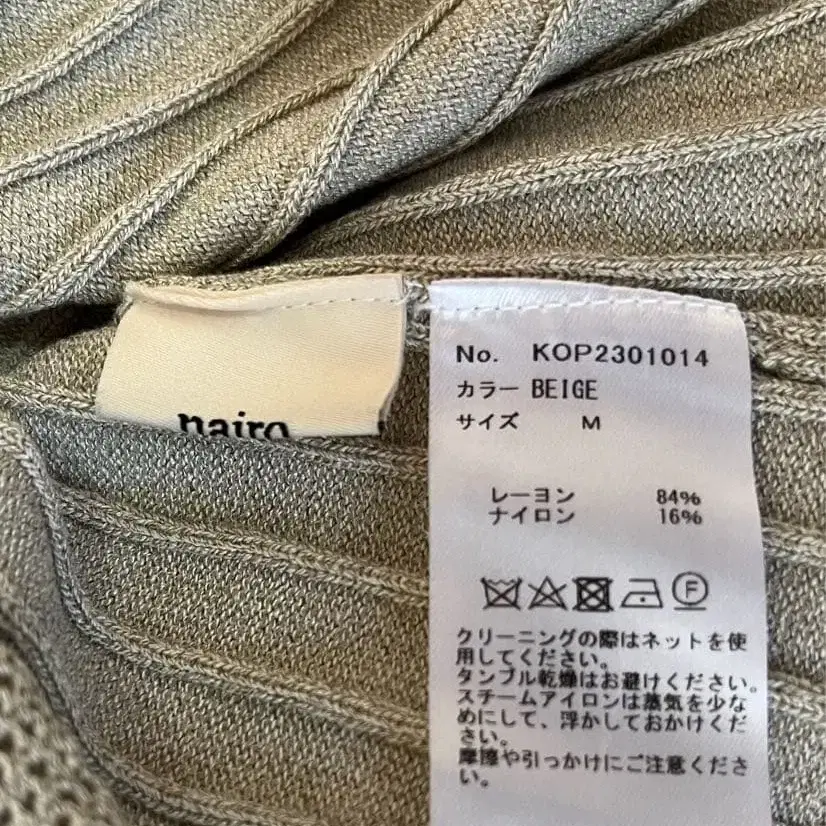 nairo
No. KOP2301014
カラー BEIGE
サイズ M
レーヨン 84%
ナイロン 16%
F
クリーニングの際はネットを使
用してください。
タンブル乾燥はお避けください。
スチームアイロンは蒸気を少な
めにして、浮かしておかけくだ
さい。
摩擦や引っかけにご注意くださ
い。